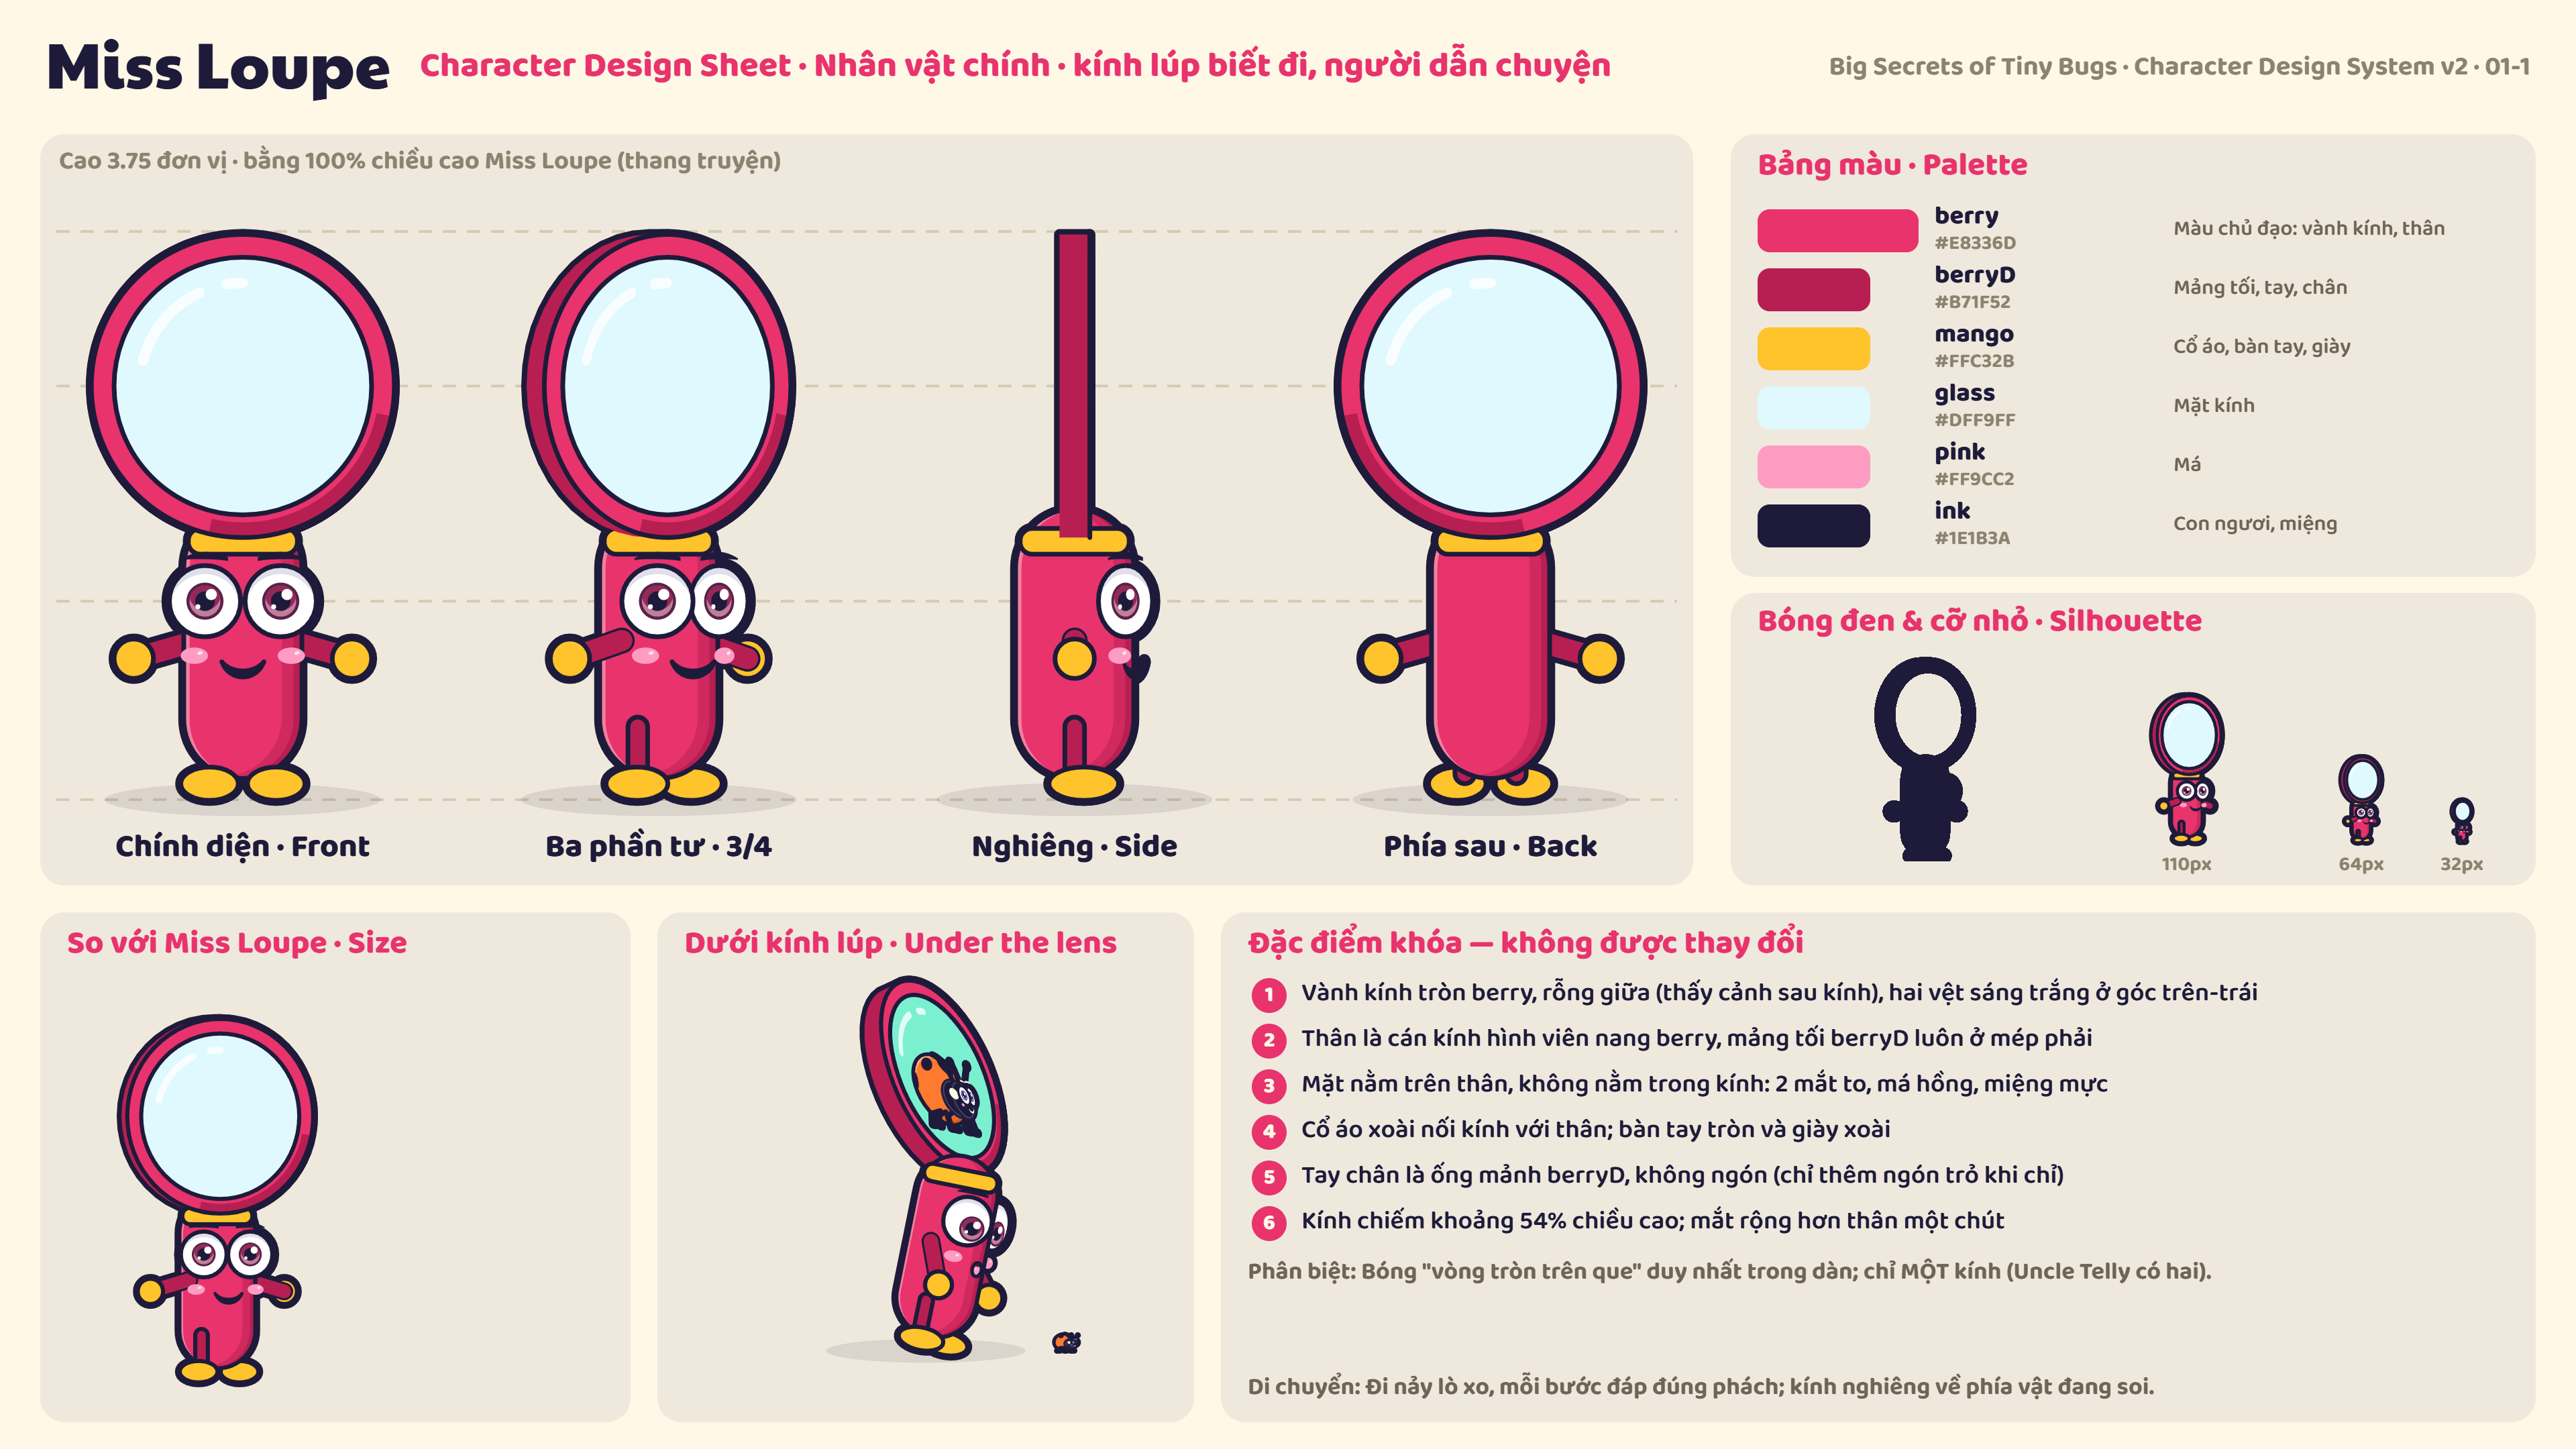 Miss Loupe
Character Design Sheet · Nhân vật chính · kính lúp biết đi, người dẫn chuyện
Big Secrets of Tiny Bugs · Character Design System v2 · 01-1
Cao 3.75 đơn vị · bằng 100% chiều cao Miss Loupe (thang truyện)
Chính diện · Front
Ba phần tư · 3/4
Nghiêng · Side
Phía sau · Back
Bảng màu · Palette
berry
#E8336D
Màu chủ đạo: vành kính, thân
berryD
#B71F52
Mảng tối, tay, chân
mango
#FFC32B
Cổ áo, bàn tay, giày
glass
#DFF9FF
Mặt kính
pink
#FF9CC2
Má
ink
#1E1B3A
Con ngươi, miệng
Bóng đen & cỡ nhỏ · Silhouette
110px
64px
32px
So với Miss Loupe · Size
Dưới kính lúp · Under the lens
Đặc điểm khóa — không được thay đổi
1 Vành kính tròn berry, rỗng giữa (thấy cảnh sau kính), hai vệt sáng trắng ở góc trên-trái
2 Thân là cán kính hình viên nang berry, mảng tối berryD luôn ở mép phải
3 Mặt nằm trên thân, không nằm trong kính: 2 mắt to, má hồng, miệng mực
4 Cổ áo xoài nối kính với thân; bàn tay tròn và giày xoài
5 Tay chân là ống mảnh berryD, không ngón (chỉ thêm ngón trỏ khi chỉ)
6 Kính chiếm khoảng 54% chiều cao; mắt rộng hơn thân một chút
Phân biệt: Bóng "vòng tròn trên que" duy nhất trong dàn; chỉ MỘT kính (Uncle Telly có hai).
Di chuyển: Đi nảy lò xo, mỗi bước đáp đúng phách; kính nghiêng về phía vật đang soi.